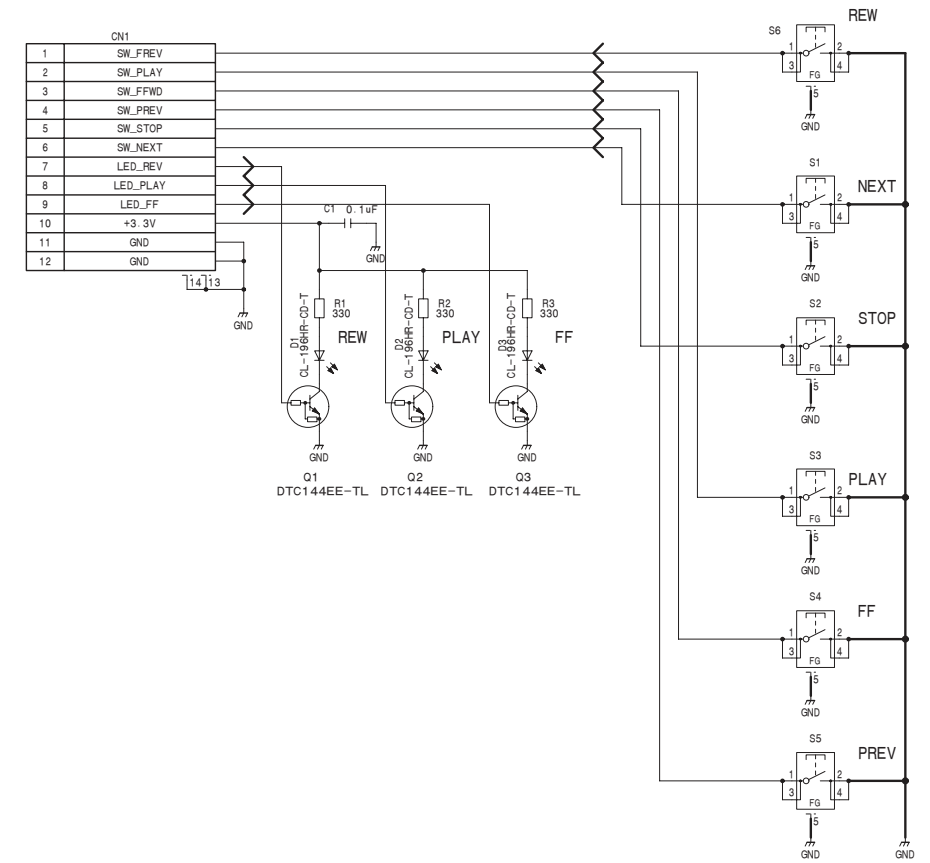 CN1
1 SW_FREV
2 SW_PLAY
3 SW_FFWD
4 SW_PREV
5 SW_STOP
6 SW_NEXT
7 LED_REV
8 LED_PLAY
9 LED_FF
10 +3.3V
11 GND
12 GND
14 13
GND
C1 0.1uF
GND
R1
330
D1
CL-196HR-CD-T
REW
R2
330
D2
CL-196HR-CD-T
PLAY
R3
330
D3
CL-196HR-CD-T
FF
GND
GND
GND
Q1
DTC144EE-TL
Q2
DTC144EE-TL
Q3
DTC144EE-TL
S6
REW
1 2
3 4
FG
5
GND
S1
NEXT
1 2
3 4
FG
5
GND
S2
STOP
1 2
3 4
FG
5
GND
S3
PLAY
1 2
3 4
FG
5
GND
S4
FF
1 2
3 4
FG
5
GND
S5
PREV
1 2
3 4
FG
5
GND
GND